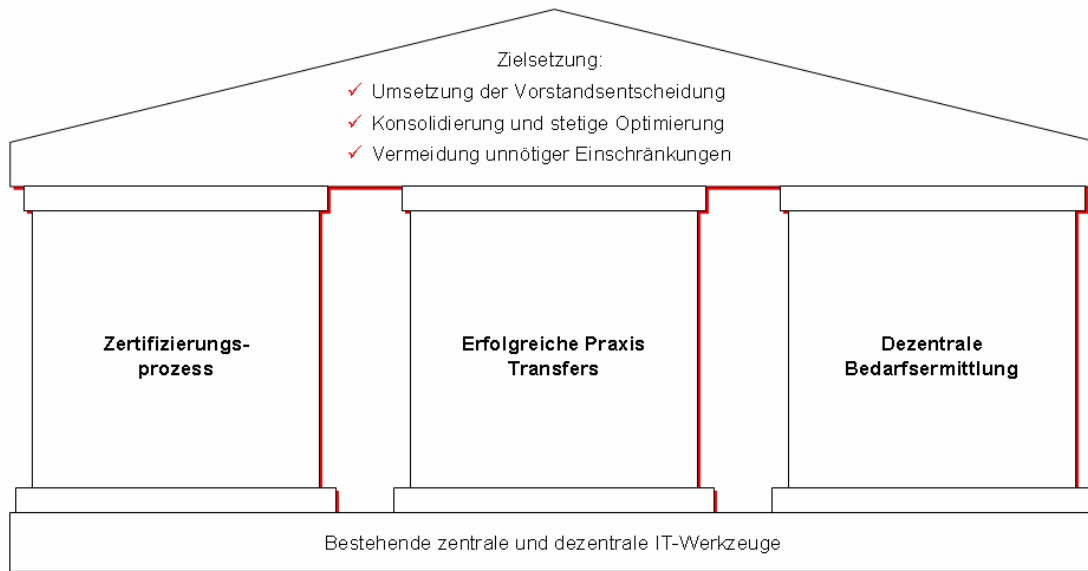 Zielsetzung:
✓ Umsetzung der Vorstandsentscheidung
✓ Konsolidierung und stetige Optimierung
✓ Vermeidung unnötiger Einschränkungen
Zertifizierungs-
prozess
Erfolgreiche Praxis
Transfers
Dezentrale
Bedarfsermittlung
Bestehende zentrale und dezentrale IT-Werkzeuge